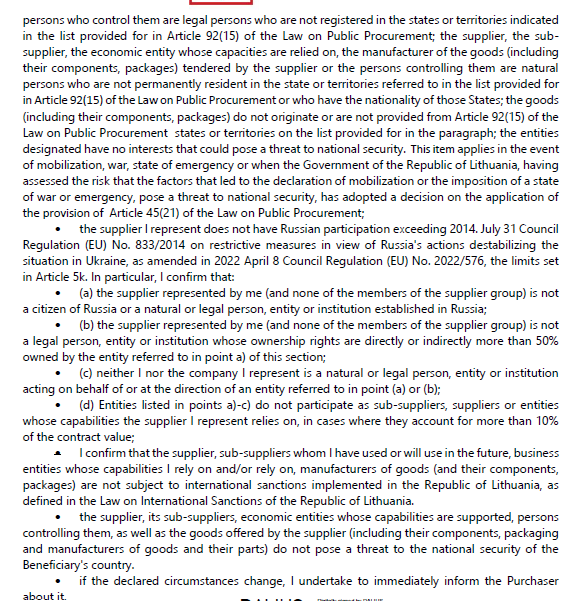 persons who control them are legal persons who are not registered in the states or territories indicated
in the list provided for in Article 92(15) of the Law on Public Procurement; the supplier, the sub-
supplier, the economic entity whose capacities are relied on, the manufacturer of the goods (including
their components, packages) tendered by the supplier or the persons controlling them are natural
persons who are not permanently resident in the state or territories referred to in the list provided for
in Article 92(15) of the Law on Public Procurement or who have the nationality of those States; the goods
(including their components, packages) do not originate or are not provided from Article 92(15) of the
Law on Public Procurement states or territories on the list provided for in the paragraph; the entities
designated have no interests that could pose a threat to national security. This item applies in the event
of mobilization, war, state of emergency or when the Government of the Republic of Lithuania, having
assessed the risk that the factors that led to the declaration of mobilization or the imposition of a state
of war or emergency, pose a threat to national security, has adopted a decision on the application of
the provision of Article 45(21) of the Law on Public Procurement;
• the supplier I represent does not have Russian participation exceeding 2014. July 31 Council
Regulation (EU) No. 833/2014 on restrictive measures in view of Russia's actions destabilizing the
situation in Ukraine, as amended in 2022 April 8 Council Regulation (EU) No. 2022/576, the limits set
in Article 5k. In particular, I confirm that:
• (a) the supplier represented by me (and none of the members of the supplier group) is not
a citizen of Russia or a natural or legal person, entity or institution established in Russia;
• (b) the supplier represented by me (and none of the members of the supplier group) is not
a legal person, entity or institution whose ownership rights are directly or indirectly more than 50%
owned by the entity referred to in point a) of this section;
• (c) neither I nor the company I represent is a natural or legal person, entity or institution
acting on behalf of or at the direction of an entity referred to in point (a) or (b);
• (d) Entities listed in points a)-c) do not participate as sub-suppliers, suppliers or entities
whose capabilities the supplier I represent relies on, in cases where they account for more than 10%
of the contract value;
• I confirm that the supplier, sub-suppliers whom I have used or will use in the future, business
entities whose capabilities I rely on and/or rely on, manufacturers of goods (and their components,
packages) are not subject to international sanctions implemented in the Republic of Lithuania, as
defined in the Law on International Sanctions of the Republic of Lithuania.
• the supplier, its sub-suppliers, economic entities whose capabilities are supported, persons
controlling them, as well as the goods offered by the supplier (including their components, packaging
and manufacturers of goods and their parts) do not pose a threat to the national security of the
Beneficiary's country.
• if the declared circumstances change, I undertake to immediately inform the Purchaser
about it.